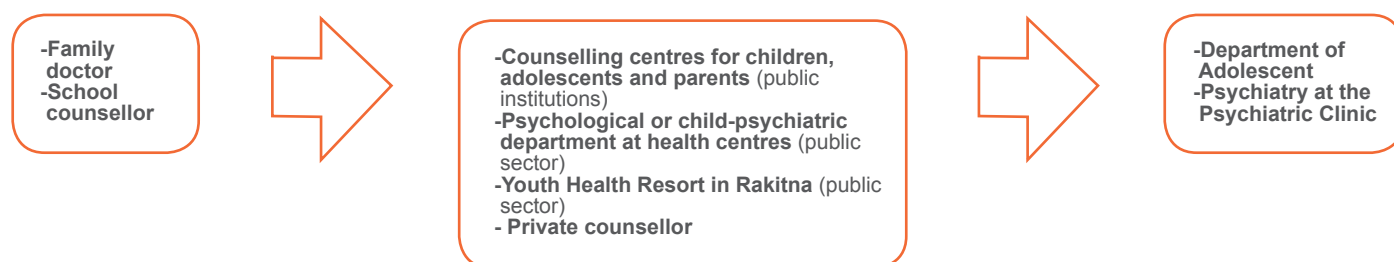 -Family
doctor
-School
counsellor
-Counselling centres for children,
adolescents and parents (public
institutions)
-Psychological or child-psychiatric
department at health centres (public
sector)
-Youth Health Resort in Rakitna (public
sector)
- Private counsellor
-Department of
Adolescent
-Psychiatry at the
Psychiatric Clinic